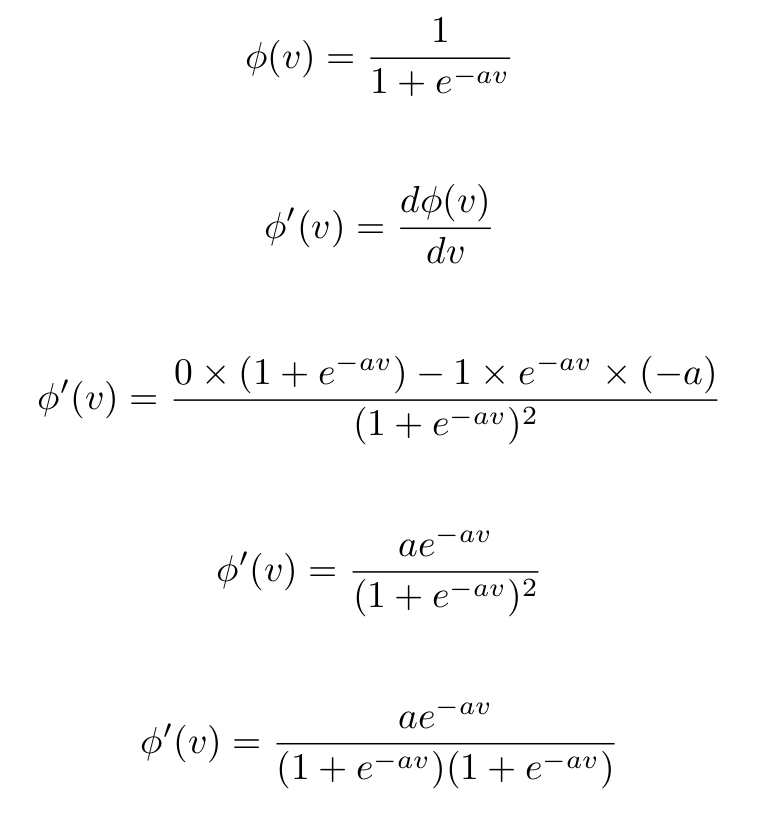 ϕ(v) = 1 / (1 + e^{−av})
ϕ′(v) = dϕ(v) / dv
ϕ′(v) = (0 × (1 + e^{−av}) − 1 × e^{−av} × (−a)) / (1 + e^{−av})^2
ϕ′(v) = ae^{−av} / (1 + e^{−av})^2
ϕ′(v) = ae^{−av} / ((1 + e^{−av})(1 + e^{−av}))